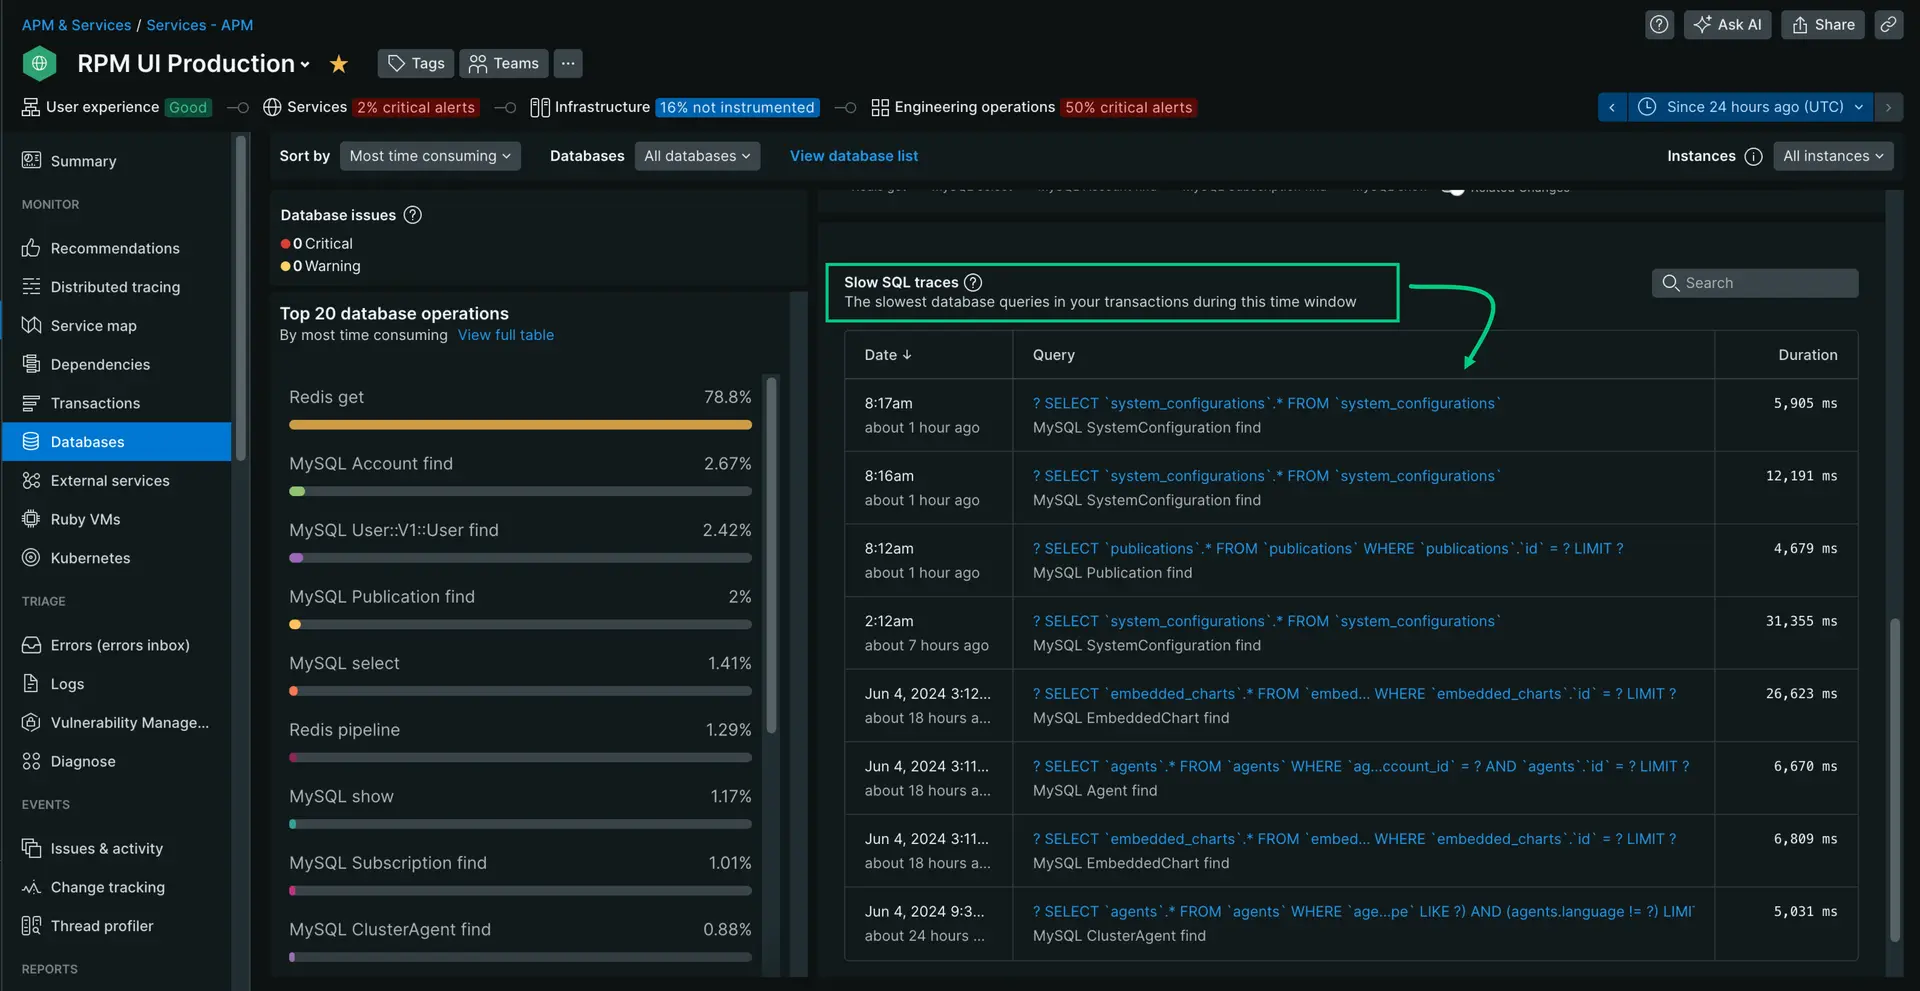 APM & Services / Services - APM
Ask AI
Share
RPM UI Production
Tags
Teams
...
User experience Good
Services 2% critical alerts
Infrastructure 16% not instrumented
Engineering operations 50% critical alerts
Since 24 hours ago (UTC)
Summary
MONITOR
Recommendations
Distributed tracing
Service map
Dependencies
Transactions
Databases
External services
Ruby VMs
Kubernetes
TRIAGE
Errors (errors inbox)
Logs
Vulnerability Manage...
Diagnose
EVENTS
Issues & activity
Change tracking
Thread profiler
REPORTS
Sort by Most time consuming
Databases All databases
View database list
Instances All instances
Database issues
0 Critical
0 Warning
Top 20 database operations
By most time consuming View full table
Redis get 78.8%
MySQL Account find 2.67%
MySQL User::V1::User find 2.42%
MySQL Publication find 2%
MySQL select 1.41%
Redis pipeline 1.29%
MySQL show 1.17%
MySQL Subscription find 1.01%
MySQL ClusterAgent find 0.88%
Slow SQL traces
The slowest database queries in your transactions during this time window
Search
Date ↓ Query Duration
8:17am ? SELECT `system_configurations`.* FROM `system_configurations` 5,905 ms
about 1 hour ago MySQL SystemConfiguration find
8:16am ? SELECT `system_configurations`.* FROM `system_configurations` 12,191 ms
about 1 hour ago MySQL SystemConfiguration find
8:12am ? SELECT `publications`.* FROM `publications` WHERE `publications`.`id` = ? LIMIT ? 4,679 ms
about 1 hour ago MySQL Publication find
2:12am ? SELECT `system_configurations`.* FROM `system_configurations` 31,355 ms
about 7 hours ago MySQL SystemConfiguration find
Jun 4, 2024 3:12... ? SELECT `embedded_charts`.* FROM `embed... WHERE `embedded_charts`.`id` = ? LIMIT ? 26,623 ms
about 18 hours a... MySQL EmbeddedChart find
Jun 4, 2024 3:11... ? SELECT `agents`.* FROM `agents` WHERE `ag...ccount_id` = ? AND `agents`.`id` = ? LIMIT ? 6,670 ms
about 18 hours a... MySQL Agent find
Jun 4, 2024 3:11... ? SELECT `embedded_charts`.* FROM `embed... WHERE `embedded_charts`.`id` = ? LIMIT ? 6,809 ms
about 18 hours a... MySQL EmbeddedChart find
Jun 4, 2024 9:3... ? SELECT `agents`.* FROM `agents` WHERE `age...pe` LIKE ?) AND (agents.language != ?) LIMI 5,031 ms
about 24 hours ... MySQL ClusterAgent find